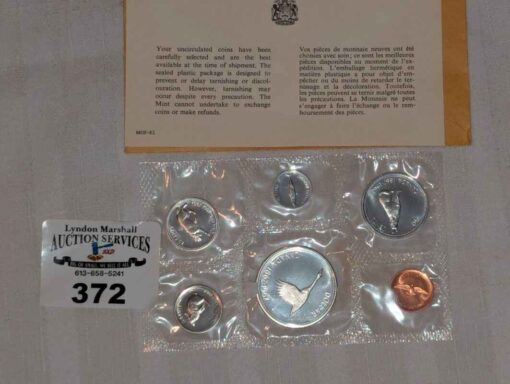 Your uncirculated coins have been
carefully selected and are the best
available at the time of shipment. The
sealed plastic package is designed to
prevent or delay tarnishing or discol-
ouration. However, tarnishing may
occur despite every precaution. The
Mint cannot undertake to exchange
coins or make refunds.
MOF-62
Vos pièces de monnaie neuves ont été
choisies avec soin; ce sont les meilleures
pièces disponibles au moment de l'ex-
pédition. L'emballage hermétique en
matière plastique a pour objet d'em-
pêcher ou du moins de retarder le ter-
nissage et la décoloration. Toutefois,
les pièces peuvent se ternir malgré toutes
les précautions. La Monnaie ne peut
s'engager à faire l'échange ou le rem-
boursement des pièces.
Lyndon Marshall
AUCTION SERVICES
613-658-5241
372